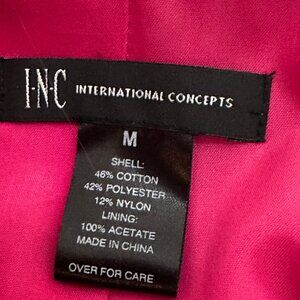 I·N·C INTERNATIONAL CONCEPTS
M
SHELL:
46% COTTON
42% POLYESTER
12% NYLON
LINING:
100% ACETATE
MADE IN CHINA
OVER FOR CARE